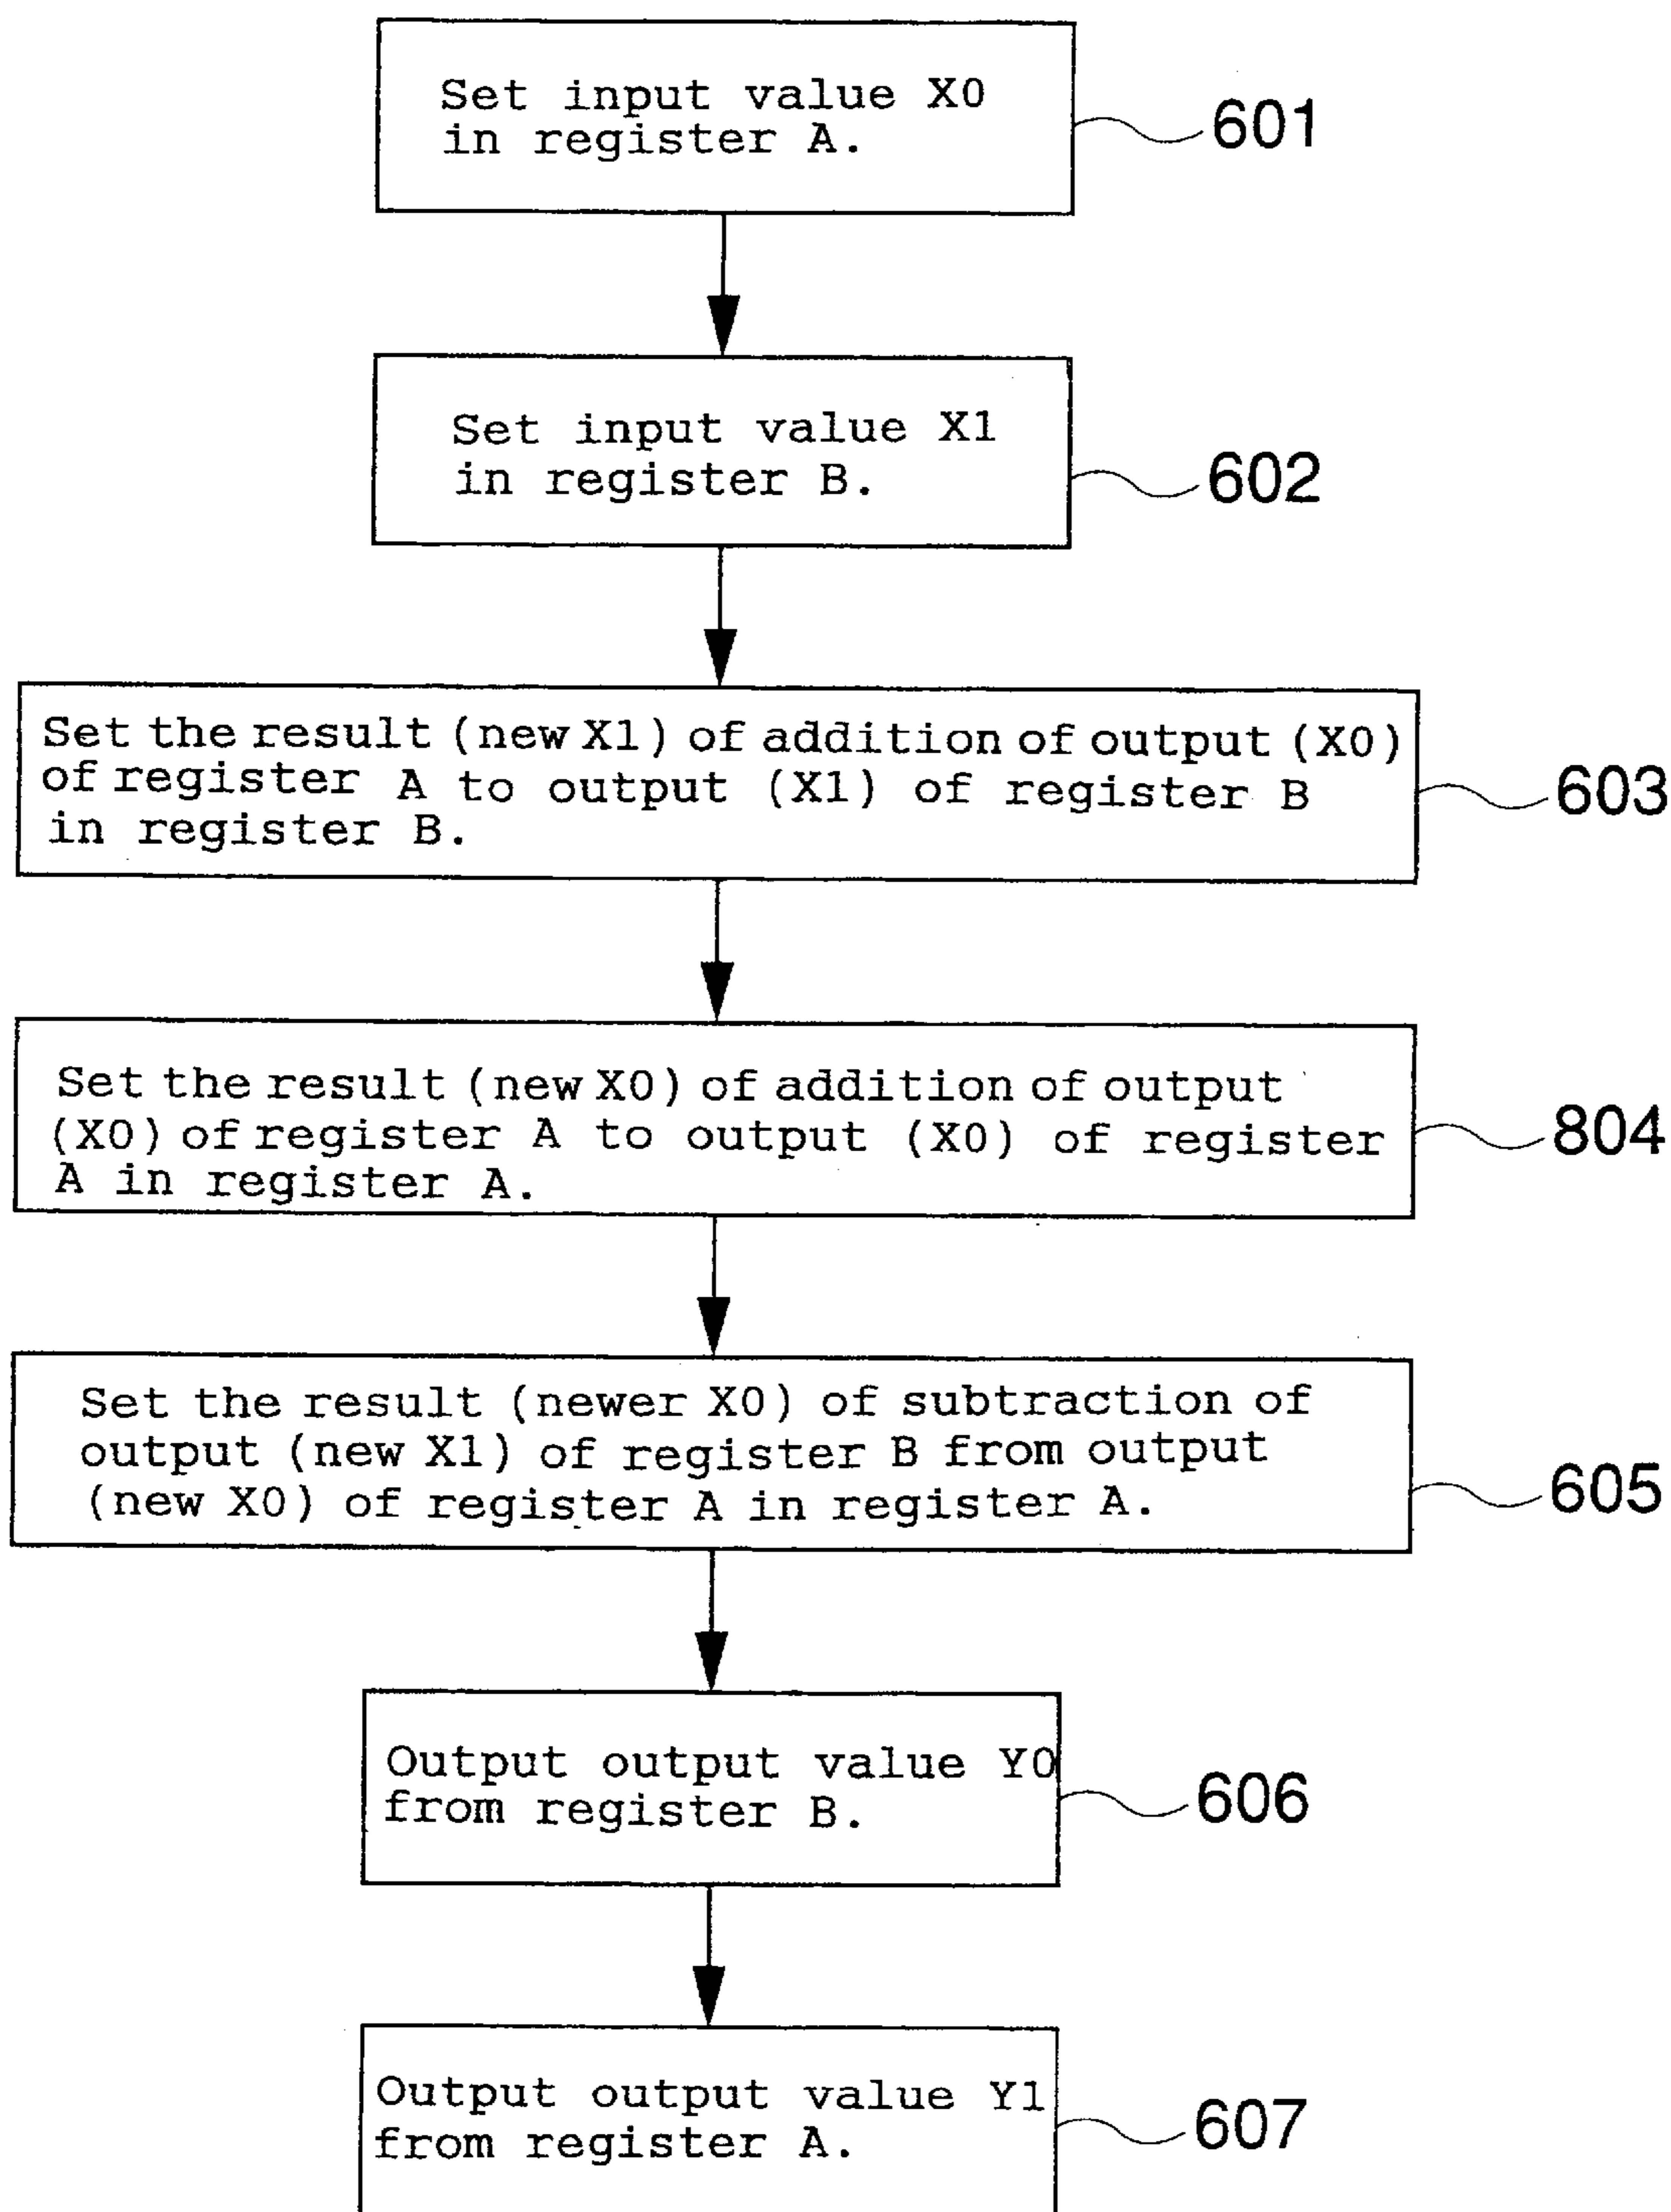 Set input value X0
in register A.
601
Set input value X1
in register B.
602
Set the result (new X1) of addition of output (X0)
of register A to output (X1) of register B
in register B.
603
Set the result (new X0) of addition of output
(X0) of register A to output (X0) of register
A in register A.
804
Set the result (newer X0) of subtraction of
output (new X1) of register B from output
(new X0) of register A in register A.
605
Output output value Y0
from register B.
606
Output output value Y1
from register A.
607